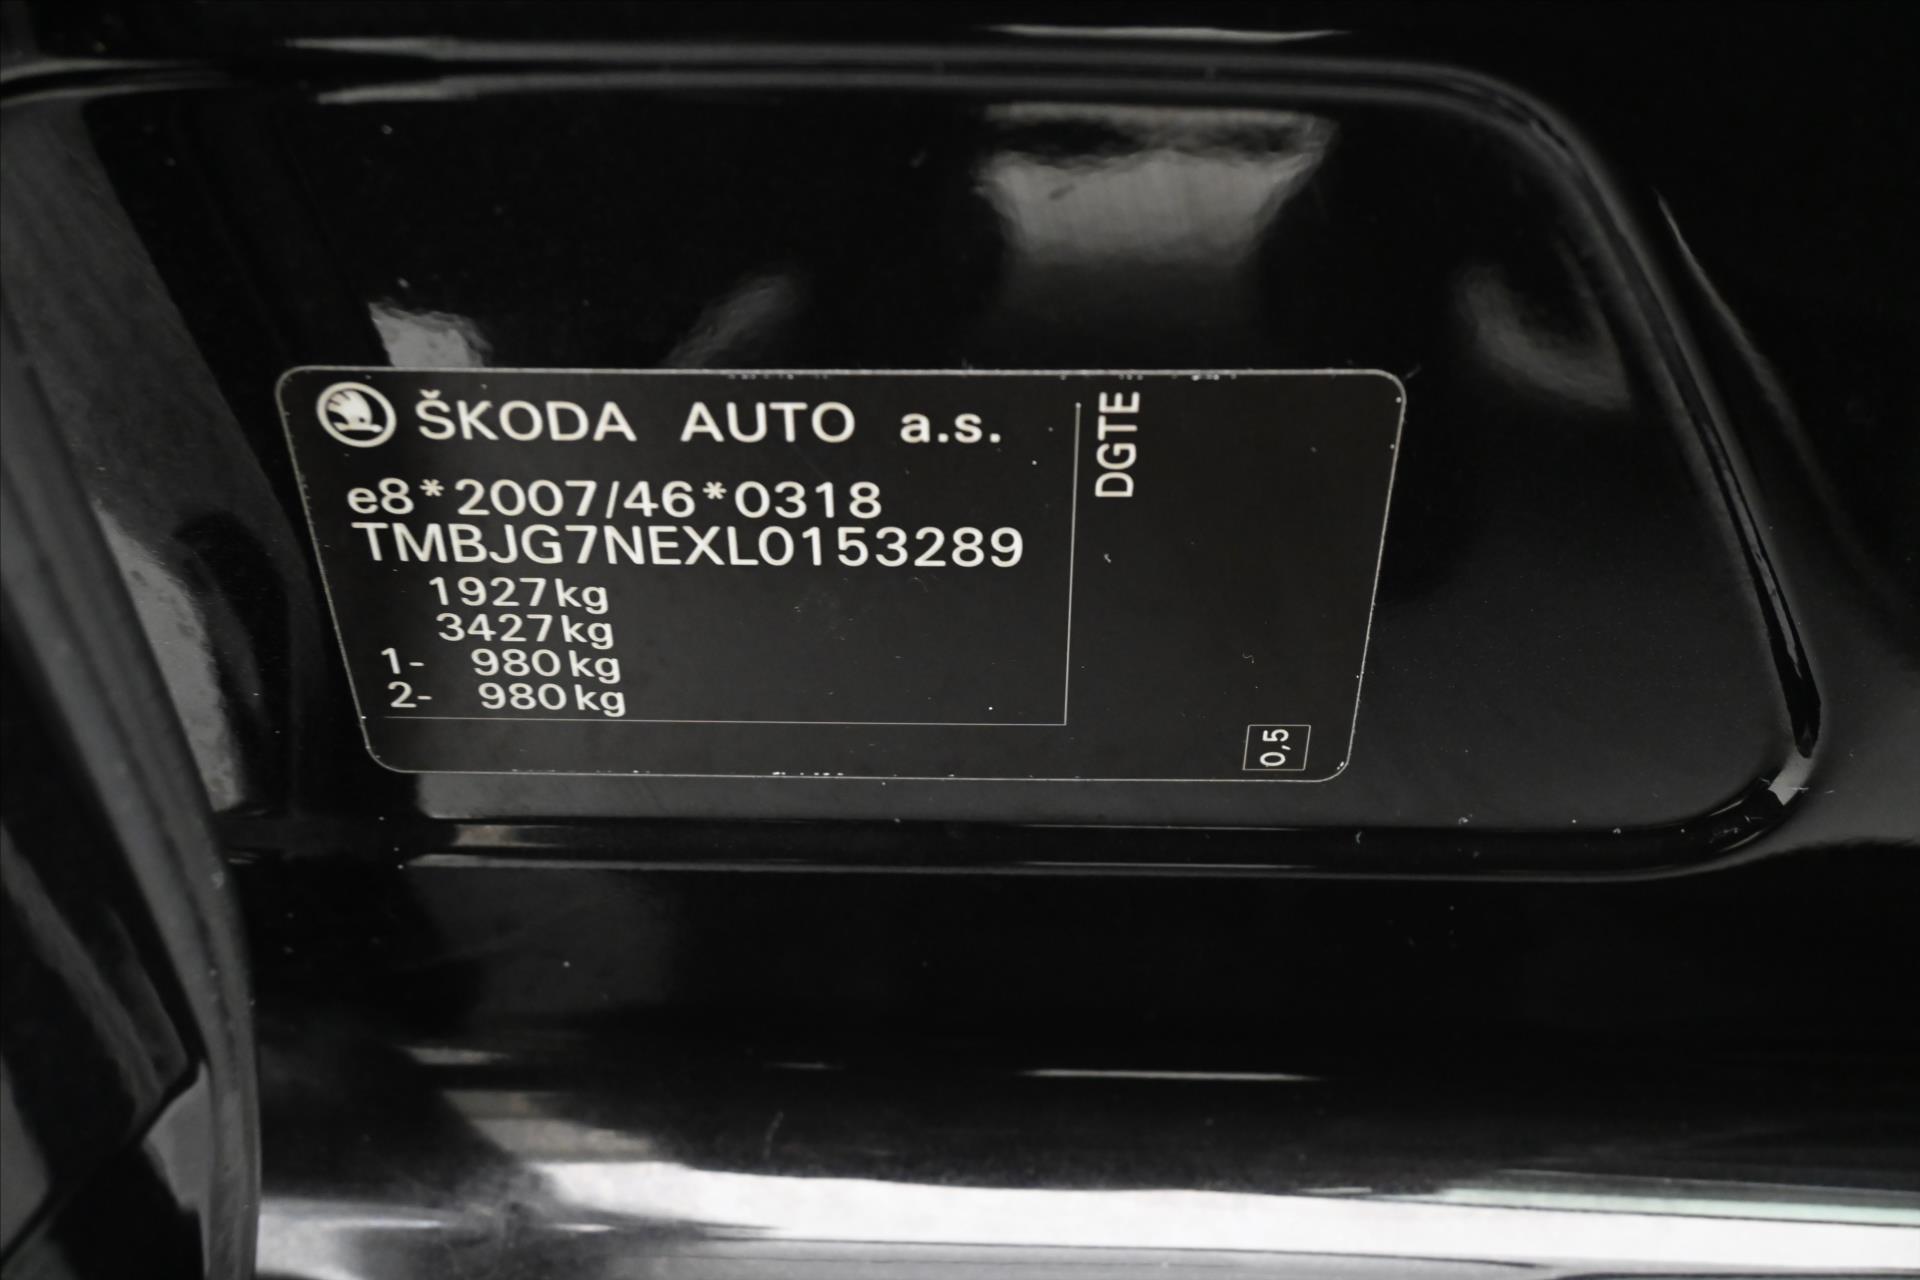 ŠKODA AUTO a.s.
e8*2007/46*0318
TMBJG7NEXL0153289
1927kg
3427kg
1- 980kg
2- 980kg
DGTE
0,5